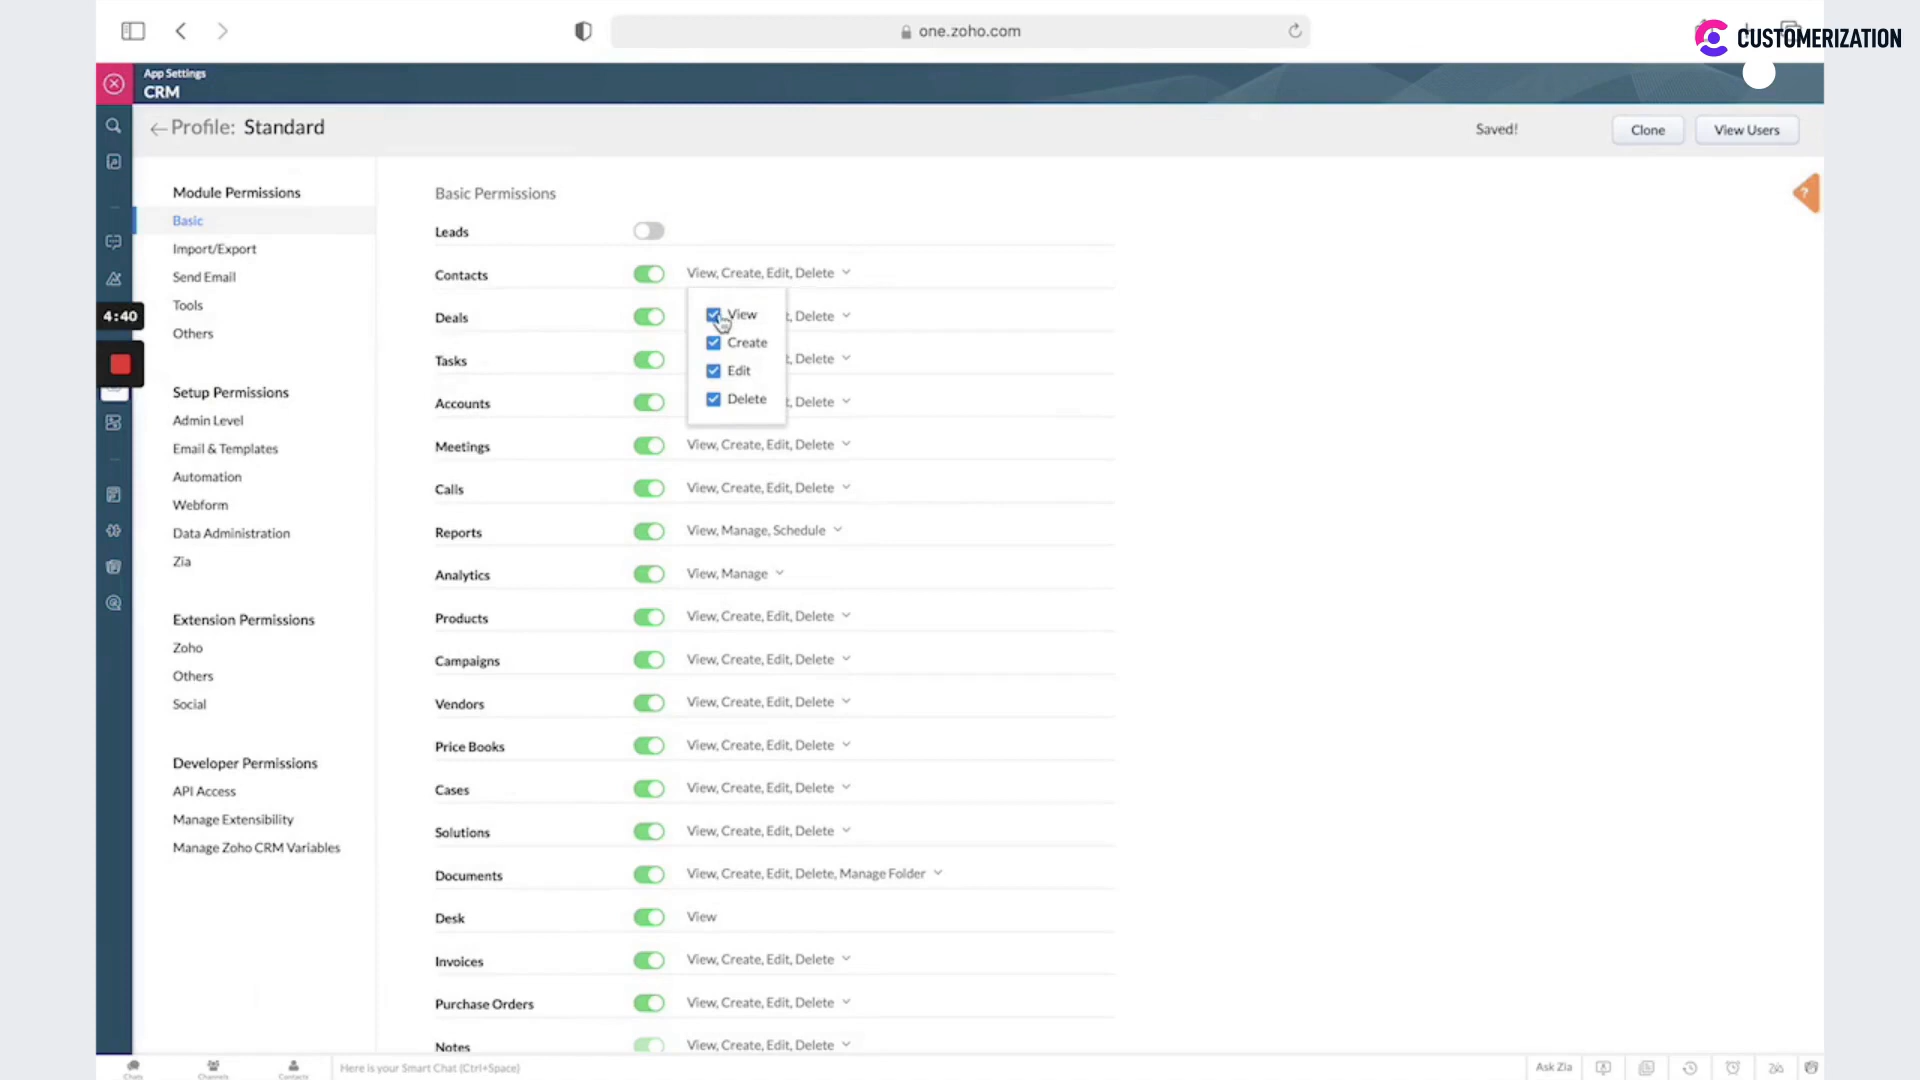 one.zoho.com
CUSTOMERIZATION
App Settings
CRM
←Profile: Standard
Saved!
Clone
View Users
Module Permissions
Basic
Import/Export
Send Email
Tools
Others
Setup Permissions
Admin Level
Email & Templates
Automation
Webform
Data Administration
Zia
Extension Permissions
Zoho
Others
Social
Developer Permissions
API Access
Manage Extensibility
Manage Zoho CRM Variables
4:40
Basic Permissions
Leads
Contacts View, Create, Edit, Delete
Deals t, Delete
Tasks t, Delete
Accounts t, Delete
View
Create
Edit
Delete
Meetings View, Create, Edit, Delete
Calls View, Create, Edit, Delete
Reports View, Manage, Schedule
Analytics View, Manage
Products View, Create, Edit, Delete
Campaigns View, Create, Edit, Delete
Vendors View, Create, Edit, Delete
Price Books View, Create, Edit, Delete
Cases View, Create, Edit, Delete
Solutions View, Create, Edit, Delete
Documents View, Create, Edit, Delete, Manage Folder
Desk View
Invoices View, Create, Edit, Delete
Purchase Orders View, Create, Edit, Delete
Notes View, Create, Edit, Delete
?
Chats
Channels
Contacts
Here is your Smart Chat (Ctrl+Space)
Ask Zia